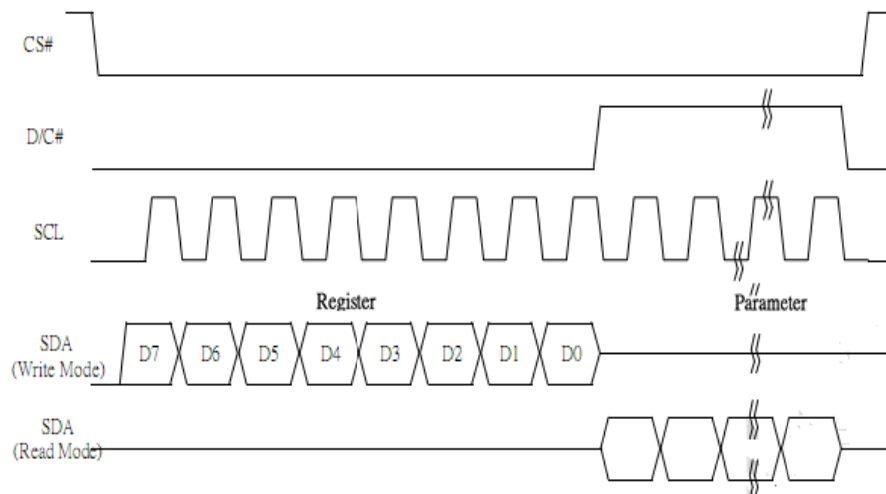 CS#
D/C#
SCL
Register
Parameter
SDA
(Write Mode)
D7 D6 D5 D4 D3 D2 D1 D0
SDA
(Read Mode)